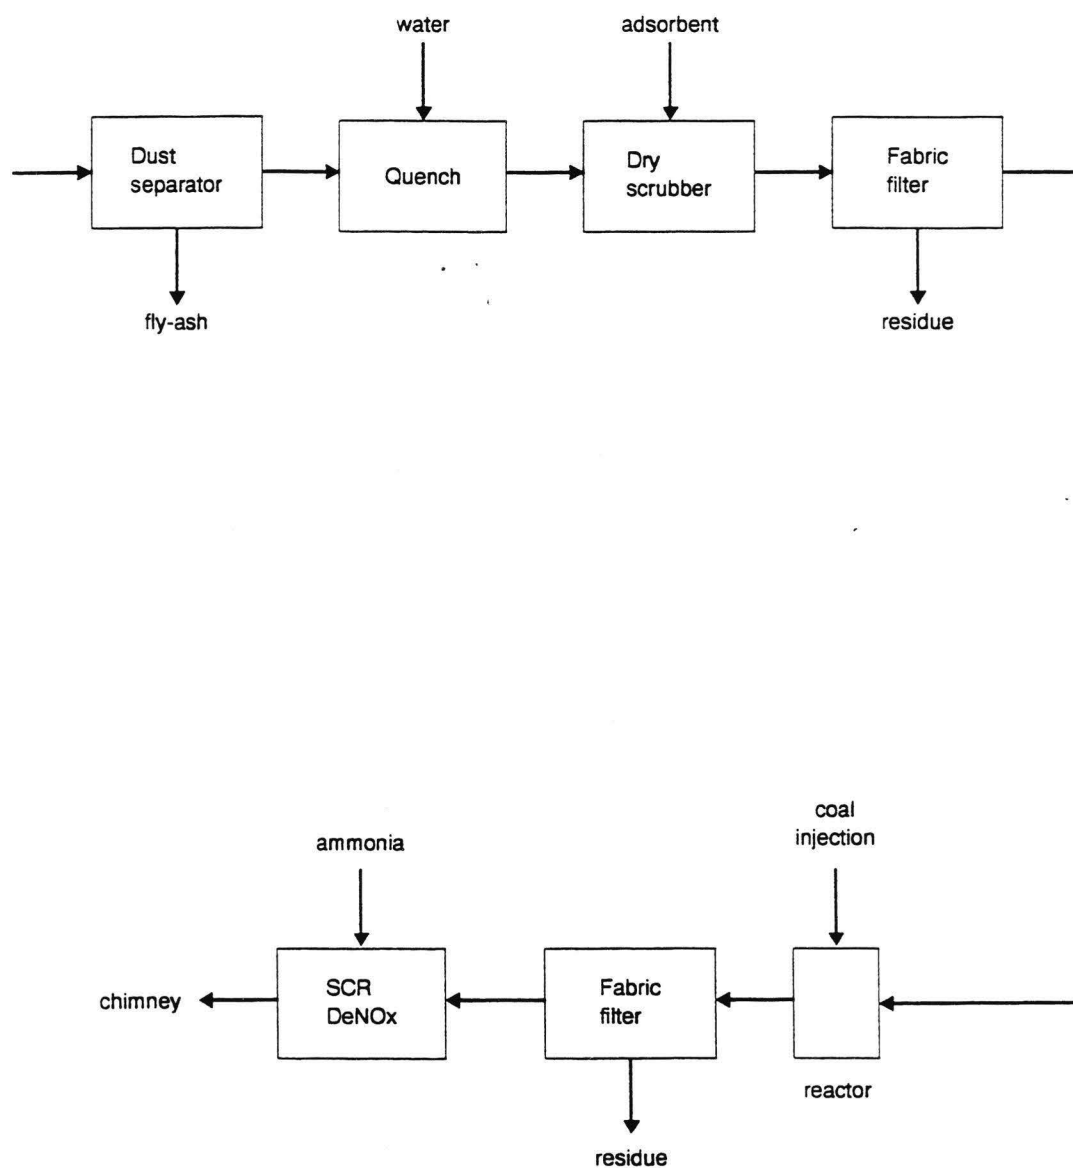 water
adsorbent
Dust
separator
Quench
Dry
scrubber
Fabric
filter
fly-ash
residue
coal
injection
ammonia
chimney
SCR
DeNOx
Fabric
filter
reactor
residue